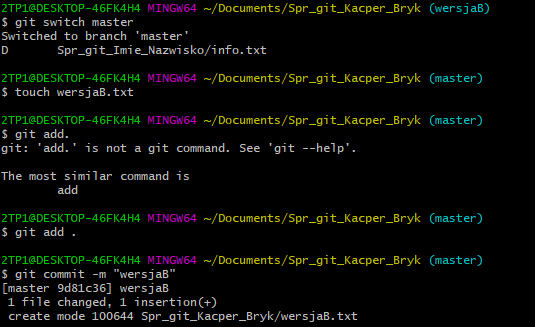 2TP1@DESKTOP-46FK4H4 MINGW64 ~/Documents/Spr_git_Kacper_Bryk (wersjaB)
$ git switch master
Switched to branch 'master'
D       Spr_git_Imie_Nazwisko/info.txt

2TP1@DESKTOP-46FK4H4 MINGW64 ~/Documents/Spr_git_Kacper_Bryk (master)
$ touch wersjaB.txt

2TP1@DESKTOP-46FK4H4 MINGW64 ~/Documents/Spr_git_Kacper_Bryk (master)
$ git add.
git: 'add.' is not a git command. See 'git --help'.

The most similar command is
        add

2TP1@DESKTOP-46FK4H4 MINGW64 ~/Documents/Spr_git_Kacper_Bryk (master)
$ git add .

2TP1@DESKTOP-46FK4H4 MINGW64 ~/Documents/Spr_git_Kacper_Bryk (master)
$ git commit -m "wersjaB"
[master 9d81c36] wersjaB
 1 file changed, 1 insertion(+)
 create mode 100644 Spr_git_Kacper_Bryk/wersjaB.txt